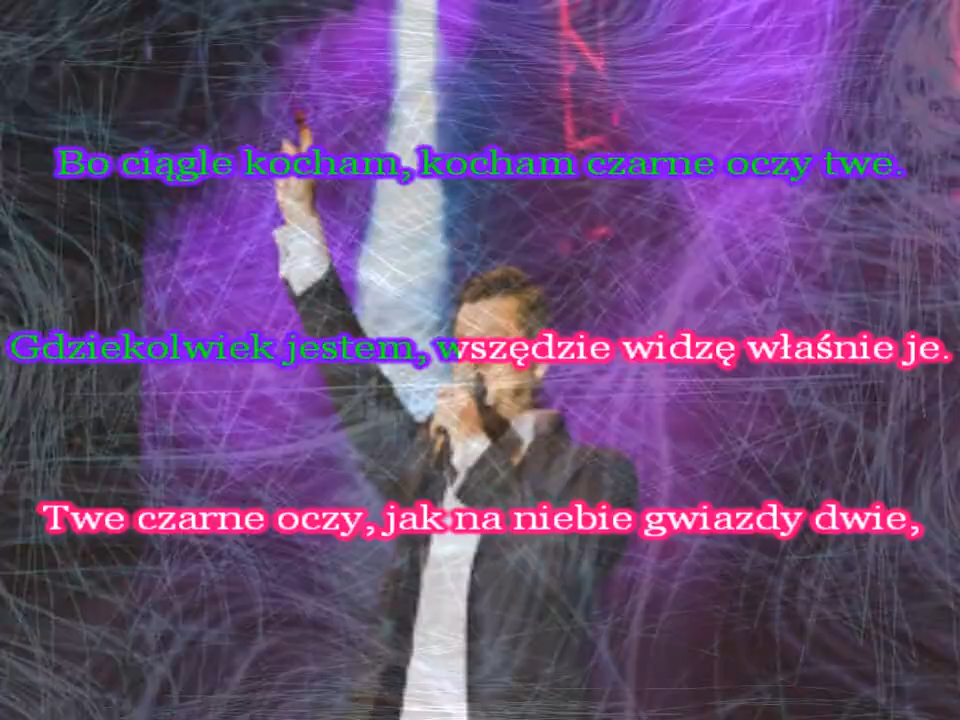 Bo ciągle kocham, kocham czarne oczy twe.
Gdziekolwiek jestem, wszędzie widzę właśnie je.
Twe czarne oczy, jak na niebie gwiazdy dwie,